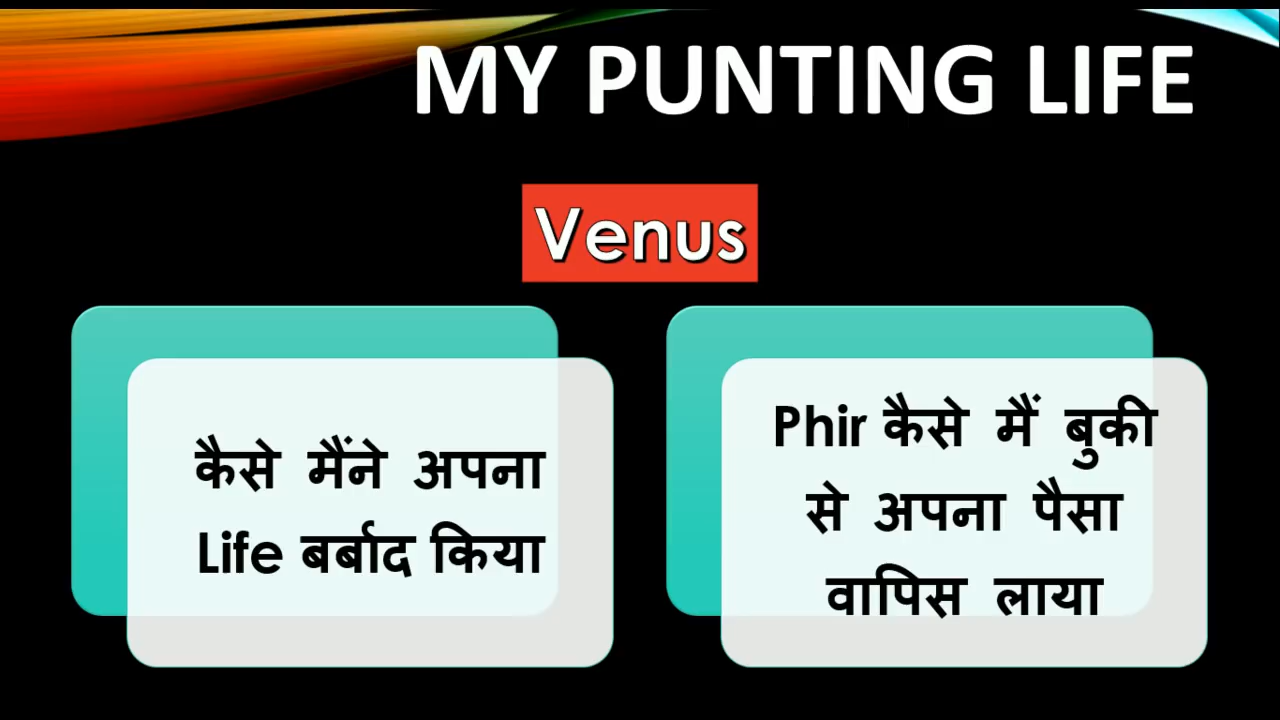 MY PUNTING LIFE
Venus
कैसे मैंने अपना
Life बर्बाद किया
Phir कैसे मैं बुकी
से अपना पैसा
वापिस लाया